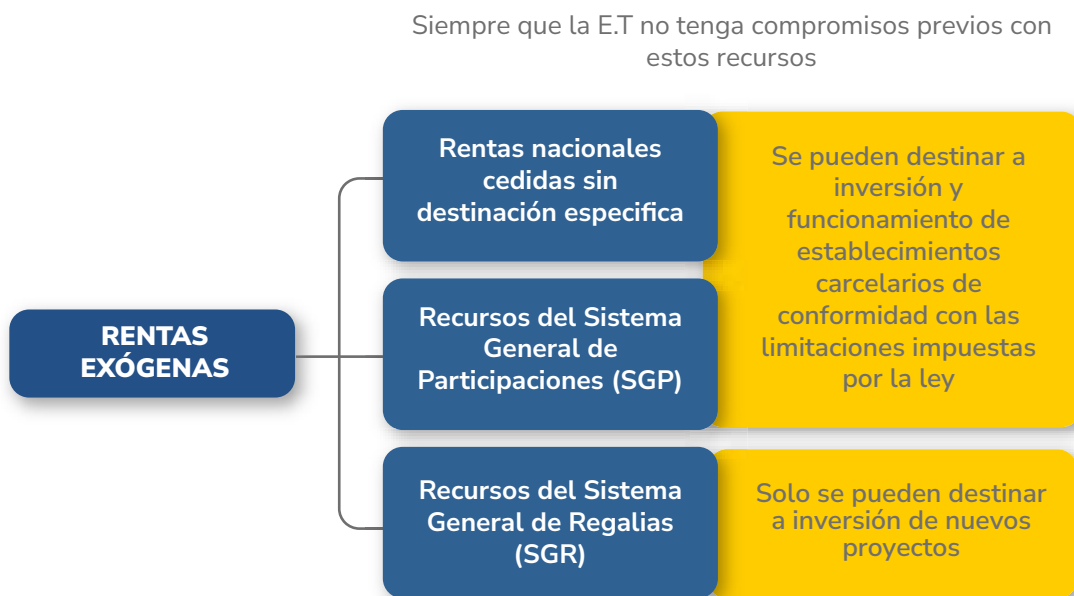 Siempre que la E.T no tenga compromisos previos con
estos recursos
RENTAS
EXÓGENAS
Rentas nacionales
cedidas sin
destinación especifica
Recursos del Sistema
General de
Participaciones (SGP)
Se pueden destinar a
inversión y
funcionamiento de
establecimientos
carcelarios de
conformidad con las
limitaciones impuestas
por la ley
Recursos del Sistema
General de Regalias
(SGR)
Solo se pueden destinar
a inversión de nuevos
proyectos